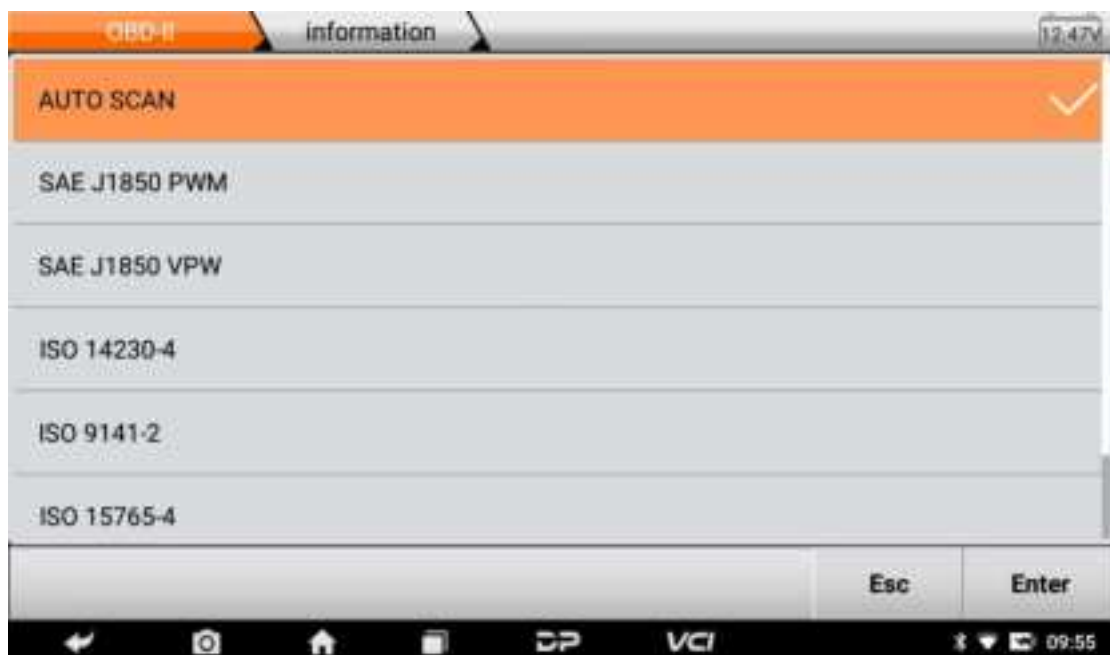 OBD-II information 12.47V
AUTO SCAN
SAE J1850 PWM
SAE J1850 VPW
ISO 14230-4
ISO 9141-2
ISO 15765-4
Esc Enter
DP VCI 09:55